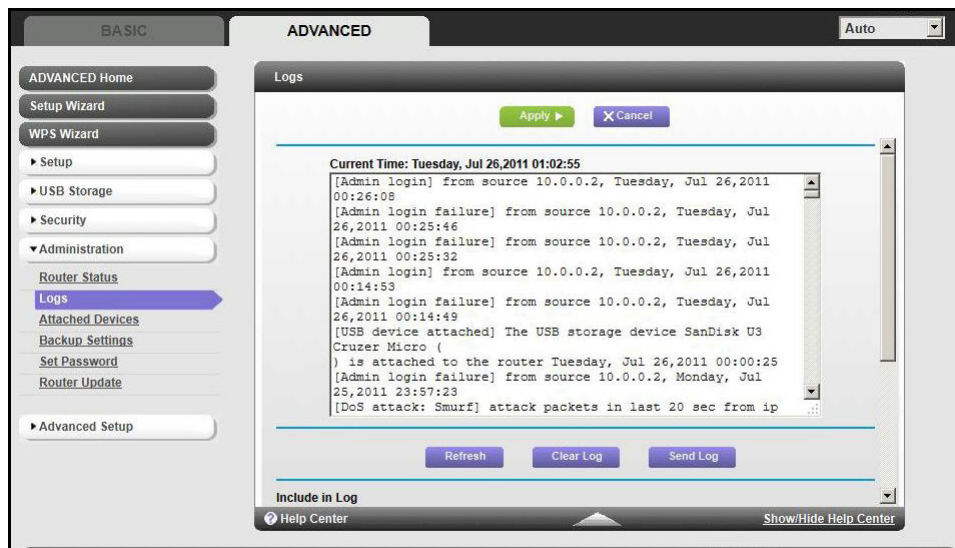 BASIC
ADVANCED
Auto
ADVANCED Home
Setup Wizard
WPS Wizard
Setup
USB Storage
Security
Administration
Router Status
Logs
Attached Devices
Backup Settings
Set Password
Router Update
Advanced Setup
Logs
Apply
Cancel
Current Time: Tuesday, Jul 26,2011 01:02:55
[Admin login] from source 10.0.0.2, Tuesday, Jul 26,2011
00:26:08
[Admin login failure] from source 10.0.0.2, Tuesday, Jul
26,2011 00:25:46
[Admin login failure] from source 10.0.0.2, Tuesday, Jul
26,2011 00:25:32
[Admin login] from source 10.0.0.2, Tuesday, Jul 26,2011
00:14:53
[Admin login failure] from source 10.0.0.2, Tuesday, Jul
26,2011 00:14:49
[USB device attached] The USB storage device SanDisk U3
Cruzer Micro (
) is attached to the router Tuesday, Jul 26,2011 00:00:25
[Admin login failure] from source 10.0.0.2, Monday, Jul
25,2011 23:57:23
[DoS attack: Smurf] attack packets in last 20 sec from ip
Refresh
Clear Log
Send Log
Include in Log
? Help Center
Show/Hide Help Center